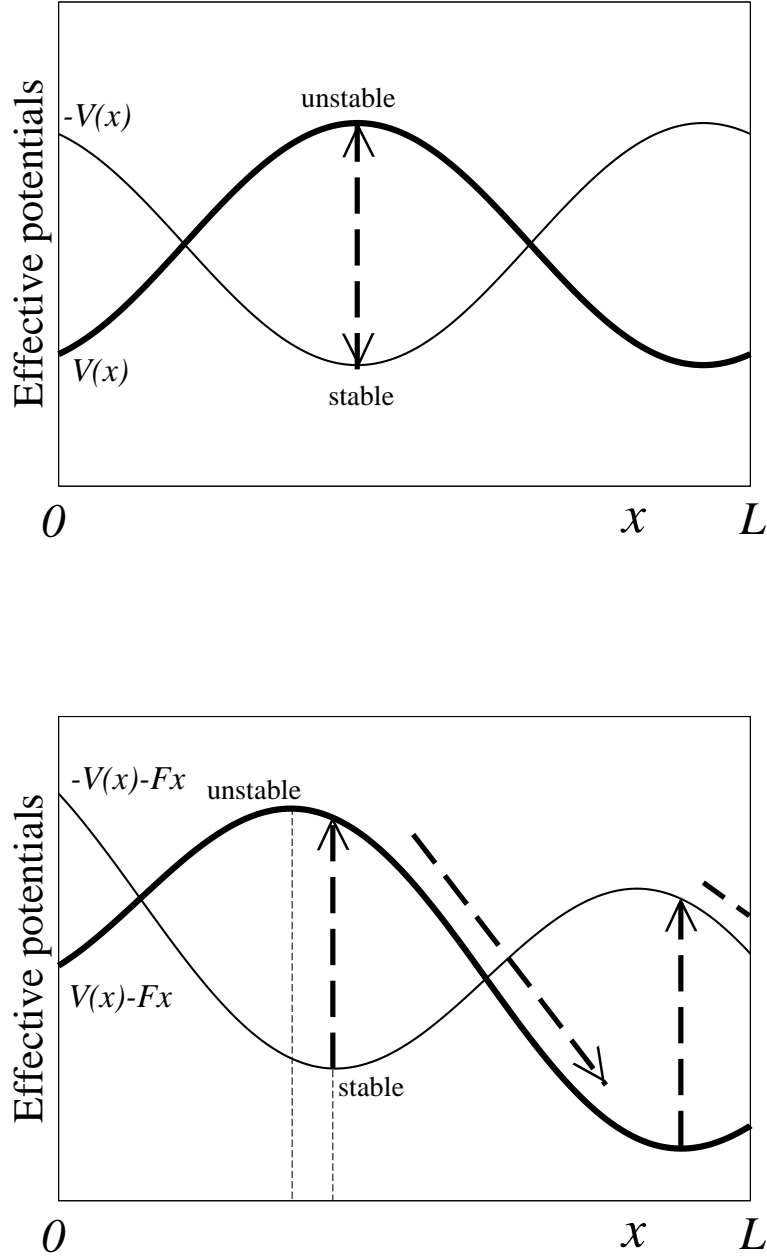 Effective potentials
-V(x)
unstable
V(x)
stable
0
x
L
Effective potentials
-V(x)-Fx
unstable
V(x)-Fx
stable
0
x
L